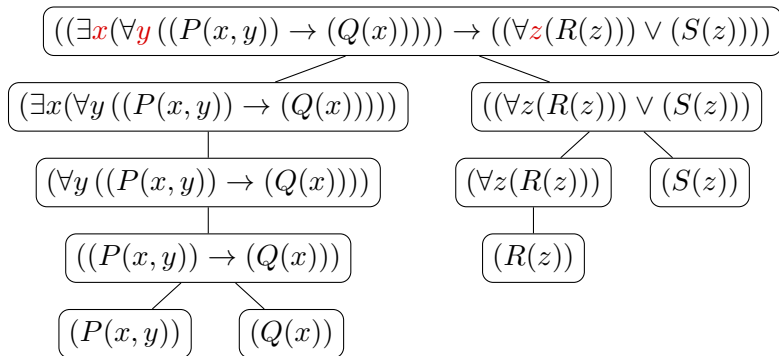 ((∃x(∀y ((P(x, y)) → (Q(x))))) → ((∀z(R(z))) ∨ (S(z))))
(∃x(∀y ((P(x, y)) → (Q(x)))))
((∀z(R(z))) ∨ (S(z)))
(∀y ((P(x, y)) → (Q(x))))
(∀z(R(z)))
(S(z))
((P(x, y)) → (Q(x)))
(R(z))
(P(x, y))
(Q(x))